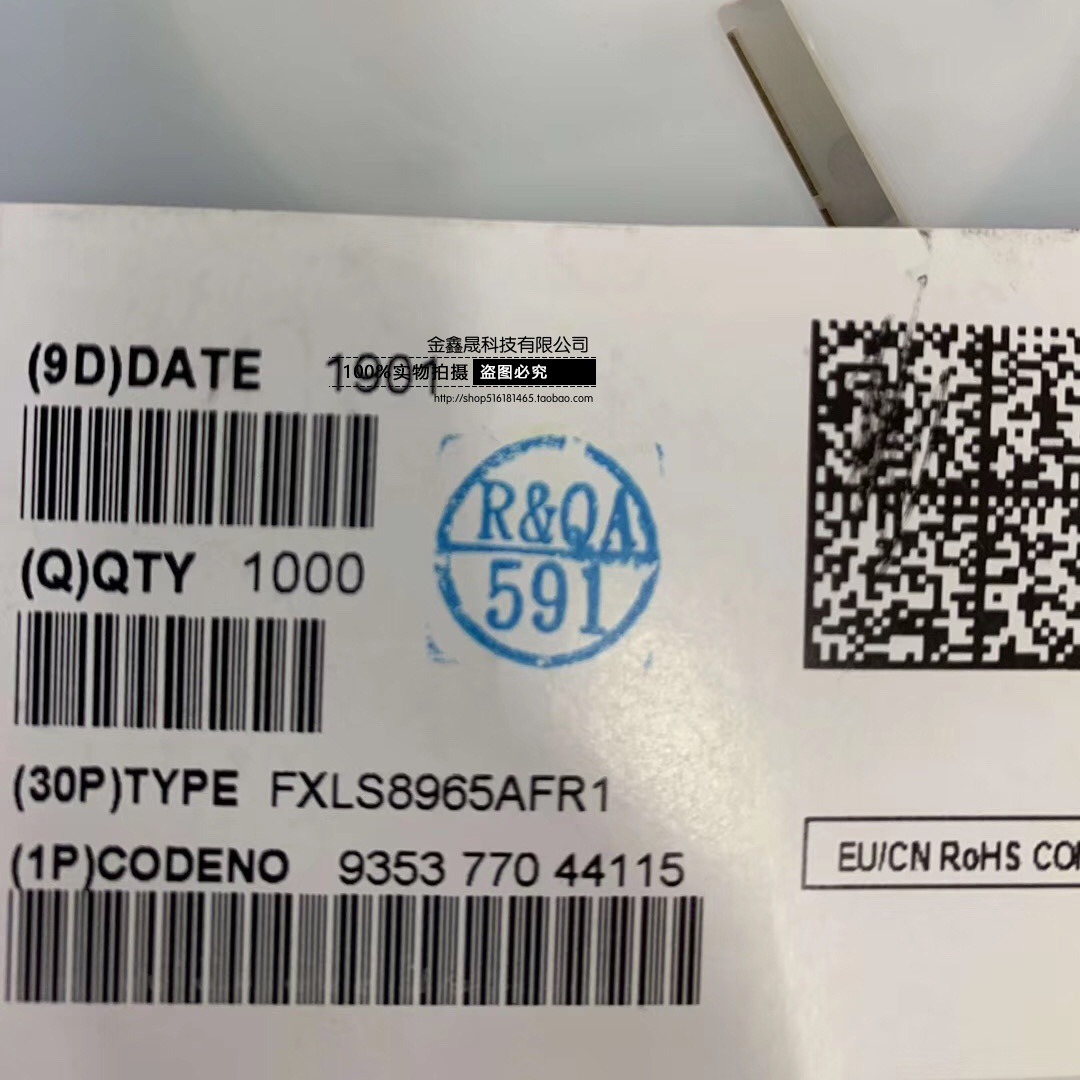 (9D)DATE 1901
金鑫晟科技有限公司
100%实物拍摄 盗图必究
http://shop516181465.taobao.com
R&QA
591
(Q)QTY 1000
(30P)TYPE FXLS8965AFR1
(1P)CODENO 9353 770 44115
EU/CN RoHS CO